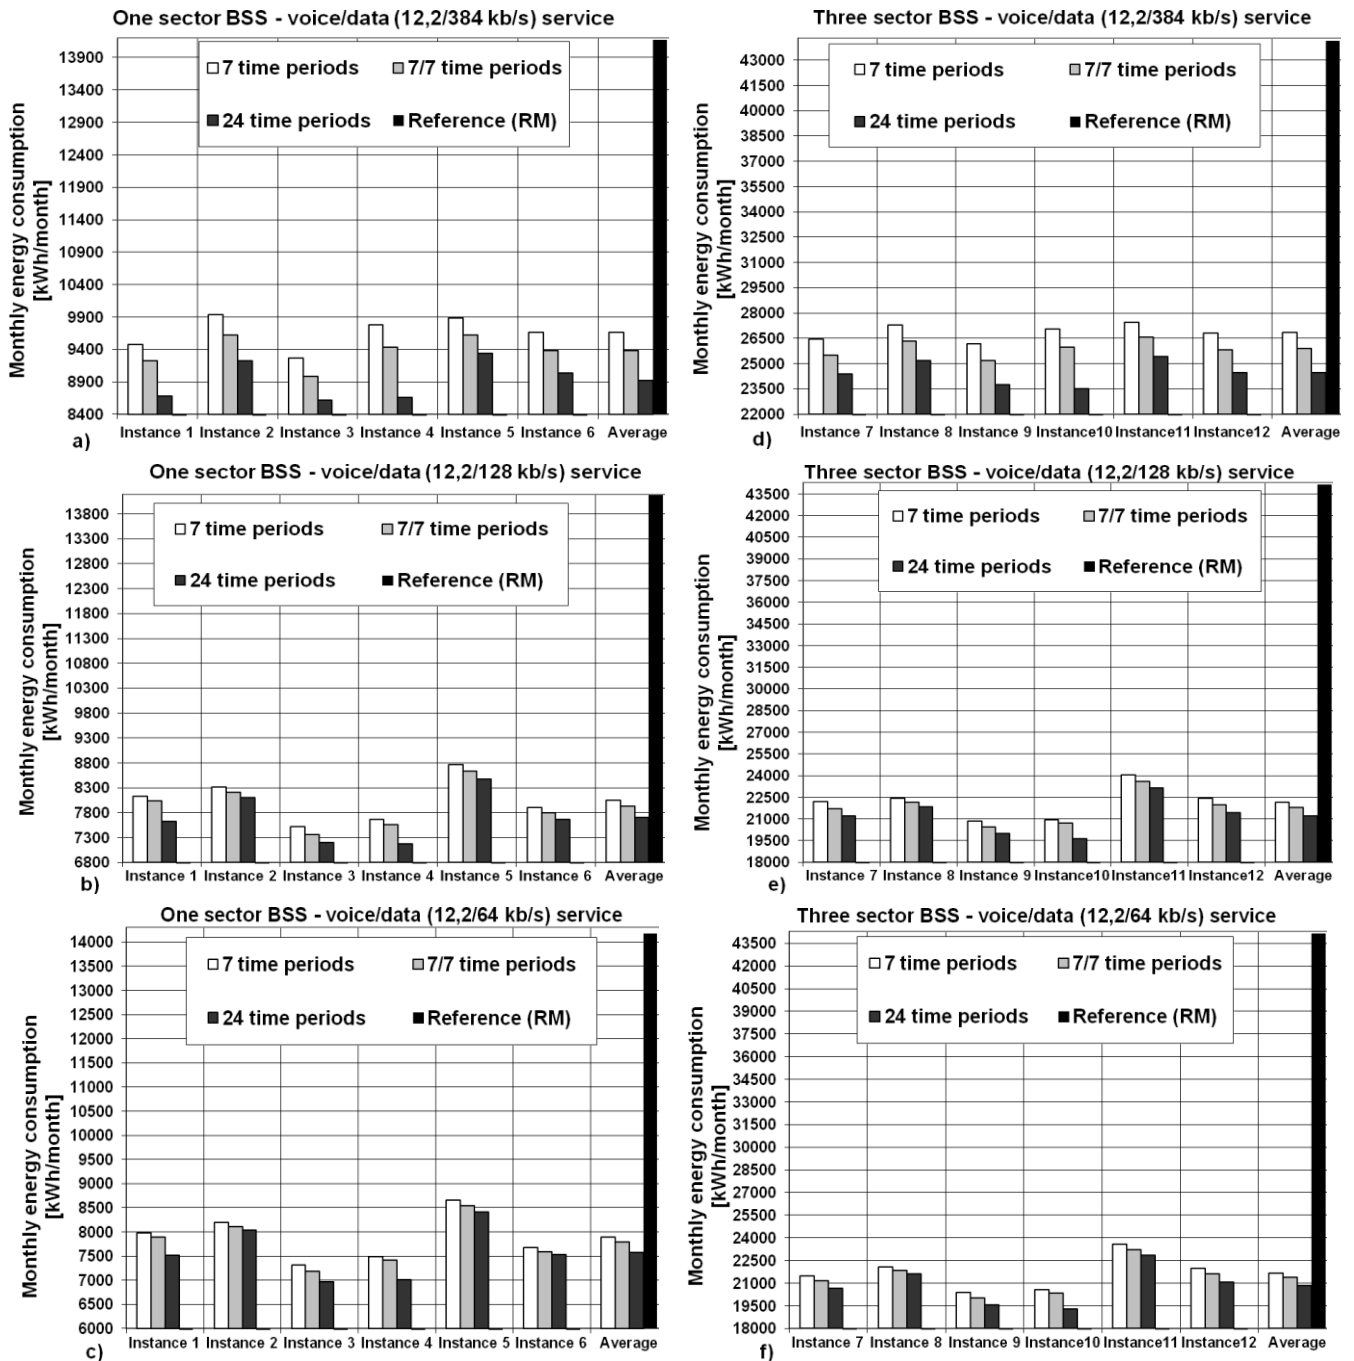 One sector BSS - voice/data (12,2/384 kb/s) service
Monthly energy consumption
[kWh/month]
13900
13400
12900
12400
11900
11400
10900
10400
9900
9400
8900
8400
7 time periods 7/7 time periods
24 time periods Reference (RM)
Instance 1 Instance 2 Instance 3 Instance 4 Instance 5 Instance 6 Average
a)
Three sector BSS - voice/data (12,2/384 kb/s) service
Monthly energy consumption
[kWh/month]
43000
41500
40000
38500
37000
35500
34000
32500
31000
29500
28000
26500
25000
23500
22000
7 time periods 7/7 time periods
24 time periods Reference (RM)
Instance 7 Instance 8 Instance 9 Instance10 Instance11 Instance12 Average
d)
One sector BSS - voice/data (12,2/128 kb/s) service
Monthly energy consumption
[kWh/month]
13800
13300
12800
12300
11800
11300
10800
10300
9800
9300
8800
8300
7800
7300
6800
7 time periods 7/7 time periods
24 time periods Reference (RM)
Instance 1 Instance 2 Instance 3 Instance 4 Instance 5 Instance 6 Average
b)
Three sector BSS - voice/data (12,2/128 kb/s) service
Monthly energy consumption
[kW/month]
43500
42000
40500
39000
37500
36000
34500
33000
31500
30000
28500
27000
25500
24000
22500
21000
19500
18000
7 time periods 7/7 time periods
24 time periods Reference (RM)
Instance 7 Instance 8 Instance 9 Instance10 Instance11 Instance12 Average
e)
One sector BSS - voice/data (12,2/64 kb/s) service
Monthly energy consumption
[kWh/month]
14000
13500
13000
12500
12000
11500
11000
10500
10000
9500
9000
8500
8000
7500
7000
6500
6000
7 time periods 7/7 time periods
24 time periods Reference (RM)
Instance 1 Instance 2 Instance 3 Instance 4 Instance 5 Instance 6 Average
c)
Three sector BSS - voice/data (12,2/64 kb/s) service
Monthly energy consumption
[kWh/month]
43500
42000
40500
39000
37500
36000
34500
33000
31500
30000
28500
27000
25500
24000
22500
21000
19500
18000
7 time periods 7/7 time periods
24 time periods Reference (RM)
Instance 7 Instance 8 Instance 9 Instance10 Instance11 Instance12 Average
f)